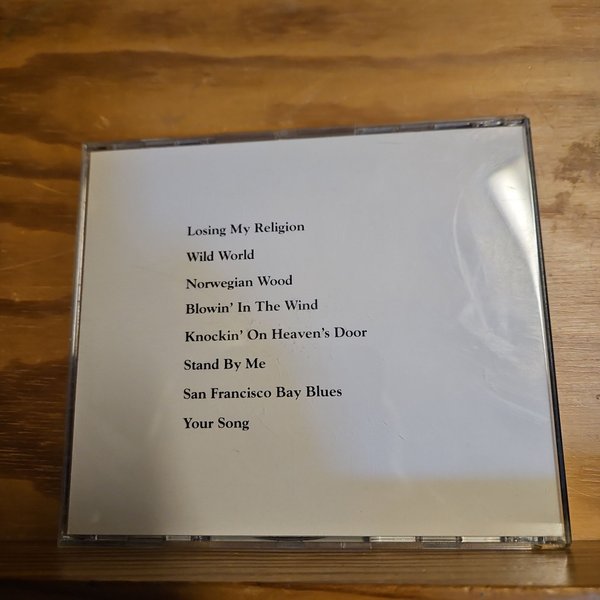 Losing My Religion
Wild World
Norwegian Wood
Blowin' In The Wind
Knockin' On Heaven's Door
Stand By Me
San Francisco Bay Blues
Your Song